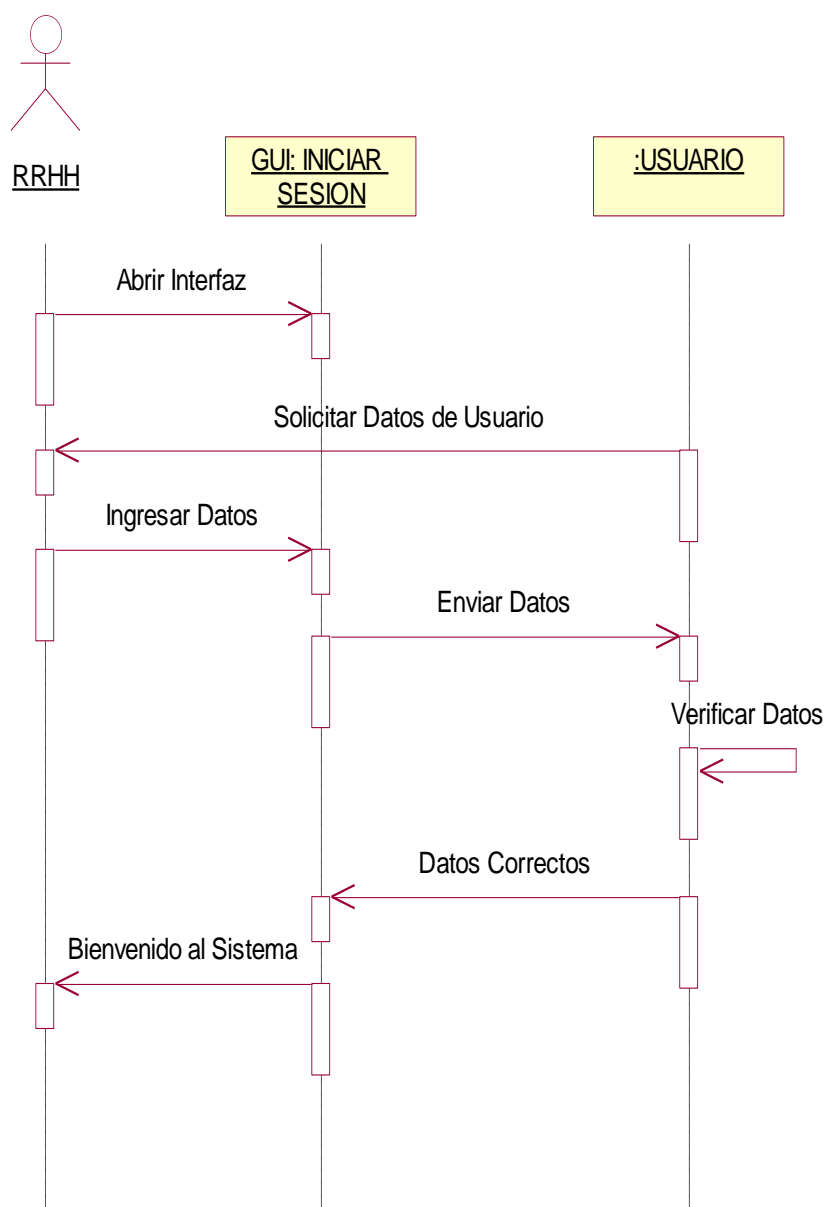 RRHH
GUI: INICIAR
SESION
:USUARIO
Abrir Interfaz
Solicitar Datos de Usuario
Ingresar Datos
Enviar Datos
Verificar Datos
Datos Correctos
Bienvenido al Sistema